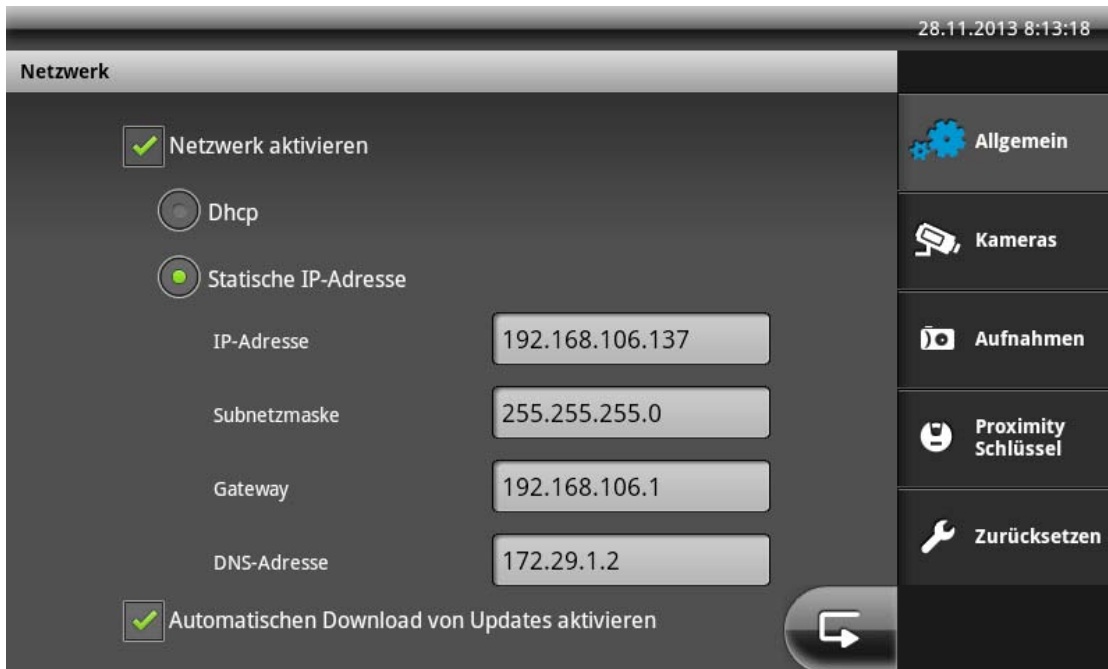 28.11.2013 8:13:18
Netzwerk
Netzwerk aktivieren
Dhcp
Statische IP-Adresse
IP-Adresse 192.168.106.137
Subnetzmaske 255.255.255.0
Gateway 192.168.106.1
DNS-Adresse 172.29.1.2
Automatischen Download von Updates aktivieren
Allgemein
Kameras
Aufnahmen
Proximity
Schlüssel
Zurücksetzen